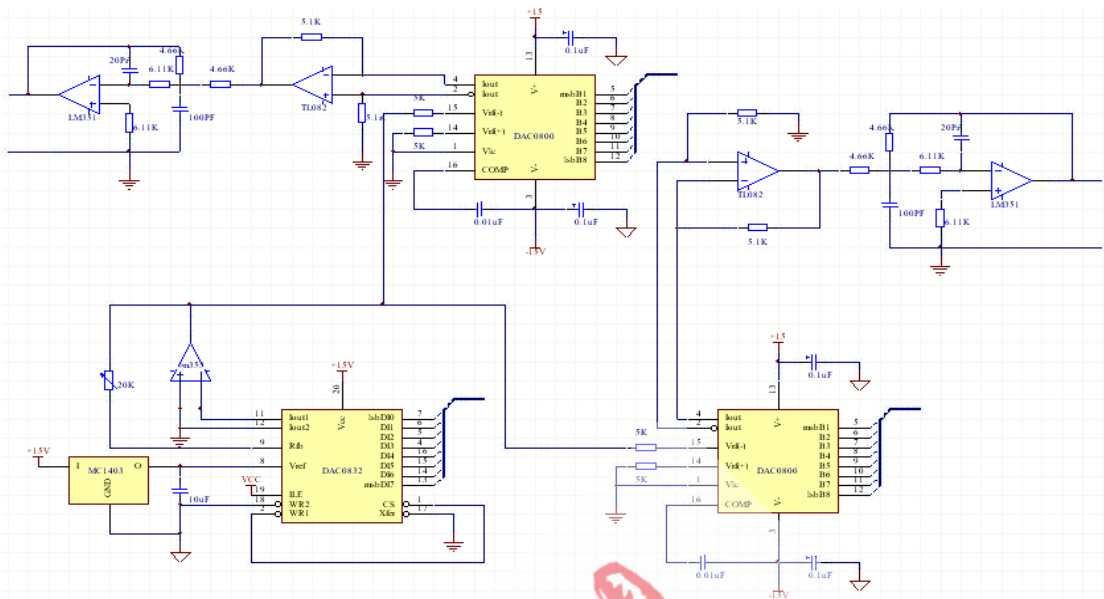 +15
0.1uF
13
V+
5.1K
4.66K
20Pf
6.11K
4.66K
LM351
6.11K
100PF
TL082
5.1K
5K
5K
4
2
15
14
1
16
Iout
Iout
Vrf(-)
Vrf(+)
Vlc
COMP
DAC0800
msbB1
B2
B3
B4
B5
B6
B7
lsbB8
5
6
7
8
9
10
11
12
V-
3
0.01uF
0.1uF
-15V
5.1K
TL082
5.1K
4.66K
4.66K
20Pf
6.11K
100PF
6.11K
LM351
20K
+15V
20
Vcc
11
12
9
8
19
18
2
Iout1
Iout2
Rfb
Vref
ILE
WR2
WR1
DAC0832
lsbDI0
DI1
DI2
DI3
DI4
DI5
DI6
msbDI7
CS
Xfer
7
6
5
4
16
15
14
13
1
17
+15V
I
MC1403
O
GND
10uF
VCC
+15
0.1uF
13
V+
5K
5K
4
2
15
14
1
16
Iout
Iout
Vrf(-)
Vrf(+)
Vlc
COMP
DAC0800
msbB1
B2
B3
B4
B5
B6
B7
lsbB8
5
6
7
8
9
10
11
12
V-
3
0.01uF
0.1uF
-15V